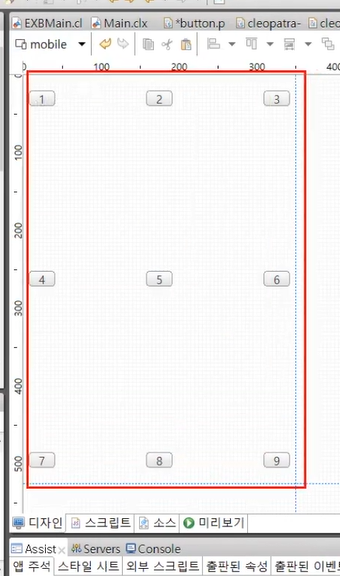 EXBMain.cl Main.clx *button.p cleopatra- cleo
mobile
0 100 200 300 400
1 2 3
100
200
4 5 6
300
400
7 8 9
500
디자인 스크립트 소스 미리보기
Assist Servers Console
앱 주석 스타일 시트 외부 스크립트 출판된 속성 출판된 이벤